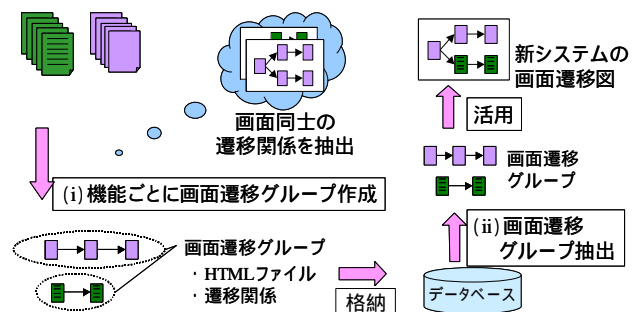 画面同士の
遷移関係を抽出
(i)機能ごとに画面遷移グループ作成
画面遷移グループ
・HTMLファイル
・遷移関係
格納
データベース
(ii)画面遷移
グループ抽出
画面遷移
グループ
活用
新システムの
画面遷移図